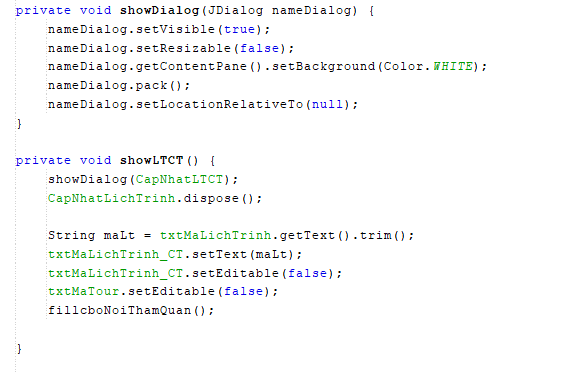 private void showDialog(JDialog nameDialog) {
    nameDialog.setVisible(true);
    nameDialog.setResizable(false);
    nameDialog.getContentPane().setBackground(Color.WHITE);
    nameDialog.pack();
    nameDialog.setLocationRelativeTo(null);
}

private void showLTCT() {
    showDialog(CapNhatLTCT);
    CapNhatLichTrinh.dispose();

    String maLt = txtMaLichTrinh.getText().trim();
    txtMaLichTrinh_CT.setText(maLt);
    txtMaLichTrinh_CT.setEditable(false);
    txtMaTour.setEditable(false);
    fillcboNoiThamQuan();

}